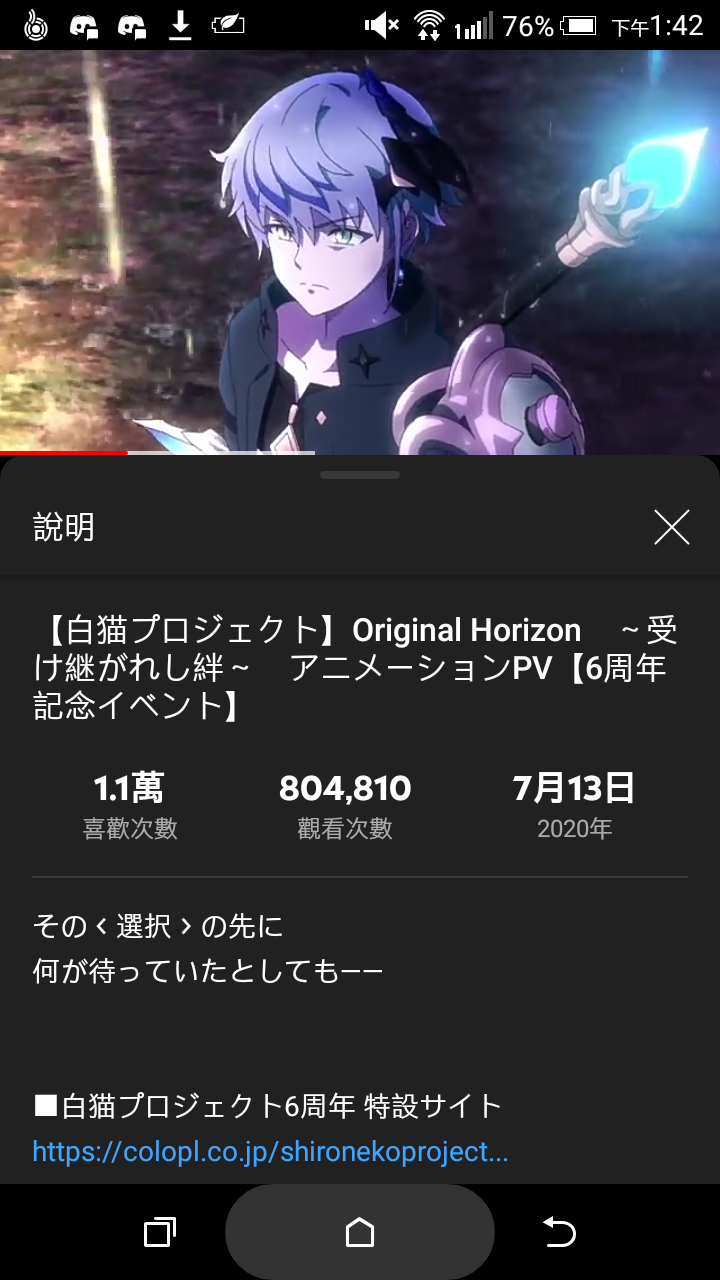 76% 下午1:42
説明
【白猫プロジェクト】Original Horizon　～受
け継がれし絆～　アニメーションPV【6周年
記念イベント】
1.1萬 804,810 7月13日
喜歡次數 觀看次數 2020年
その＜選択＞の先に
何が待っていたとしても——
■白猫プロジェクト6周年 特設サイト
https://colopl.co.jp/shironekoproject...